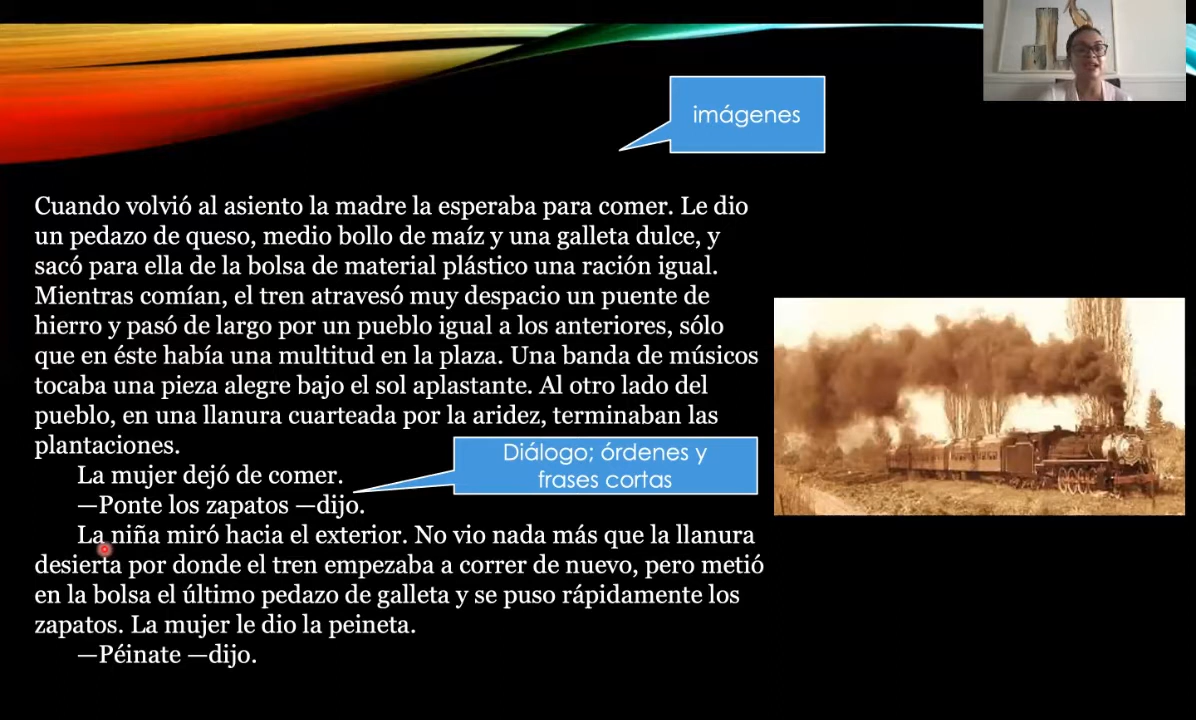 imágenes
Cuando volvió al asiento la madre la esperaba para comer. Le dio
un pedazo de queso, medio bollo de maíz y una galleta dulce, y
sacó para ella de la bolsa de material plástico una ración igual.
Mientras comían, el tren atravesó muy despacio un puente de
hierro y pasó de largo por un pueblo igual a los anteriores, sólo
que en éste había una multitud en la plaza. Una banda de músicos
tocaba una pieza alegre bajo el sol aplastante. Al otro lado del
pueblo, en una llanura cuarteada por la aridez, terminaban las
plantaciones.
Diálogo; órdenes y
frases cortas
La mujer dejó de comer.
—Ponte los zapatos —dijo.
La niña miró hacia el exterior. No vio nada más que la llanura
desierta por donde el tren empezaba a correr de nuevo, pero metió
en la bolsa el último pedazo de galleta y se puso rápidamente los
zapatos. La mujer le dio la peineta.
—Péinate —dijo.